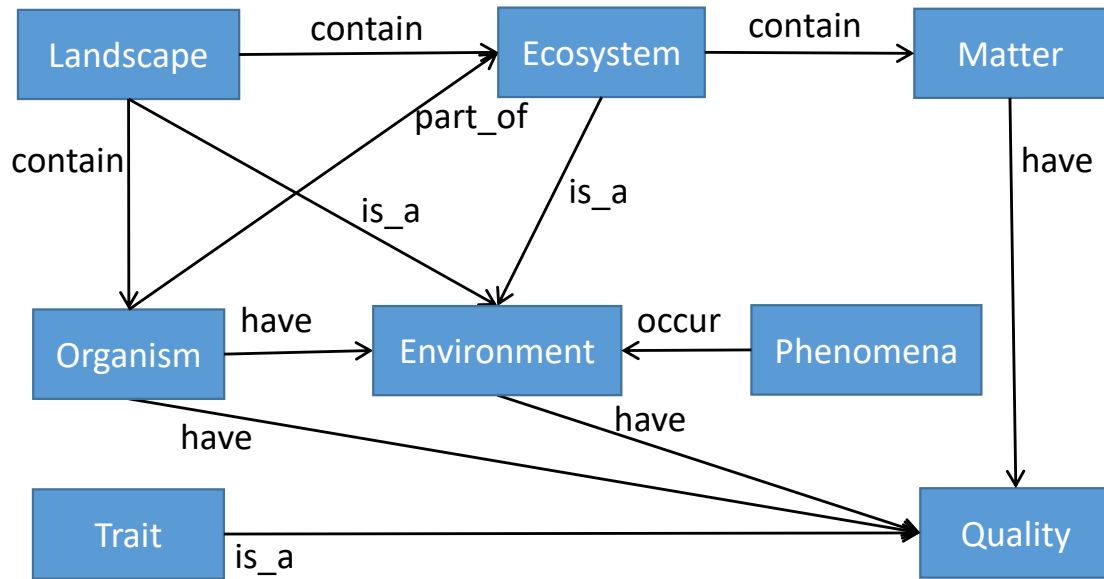 Landscape
contain
Ecosystem
contain
Matter
part_of
contain
have
is_a
is_a
Organism
have
Environment
occur
Phenomena
have
have
Trait
is_a
Quality